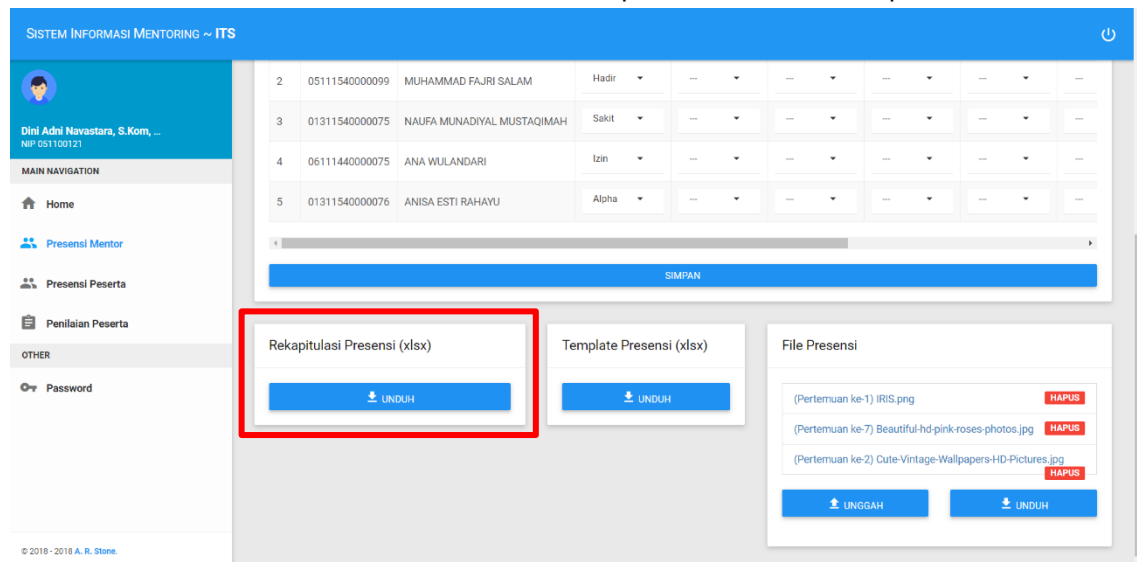 SISTEM INFORMASI MENTORING ~ ITS
Dini Adni Navastara, S.Kom, ...
NIP 051100121
MAIN NAVIGATION
Home
Presensi Mentor
Presensi Peserta
Penilaian Peserta
OTHER
Password
© 2018 - 2018 A. R. Stone.
2 05111540000099 MUHAMMAD FAJRI SALAM Hadir --- --- --- --- ---
3 01311540000075 NAUFA MUNADIYAL MUSTAQIMAH Sakit --- --- --- --- ---
4 06111440000075 ANA WULANDARI Izin --- --- --- --- ---
5 01311540000076 ANISA ESTI RAHAYU Alpha --- --- --- --- ---
SIMPAN
Rekapitulasi Presensi (xlsx)
UNDUH
Template Presensi (xlsx)
UNDUH
File Presensi
(Pertemuan ke-1) IRIS.png HAPUS
(Pertemuan ke-7) Beautiful-hd-pink-roses-photos.jpg HAPUS
(Pertemuan ke-2) Cute-Vintage-Wallpapers-HD-Pictures.jpg
HAPUS
UNGGAH UNDUH